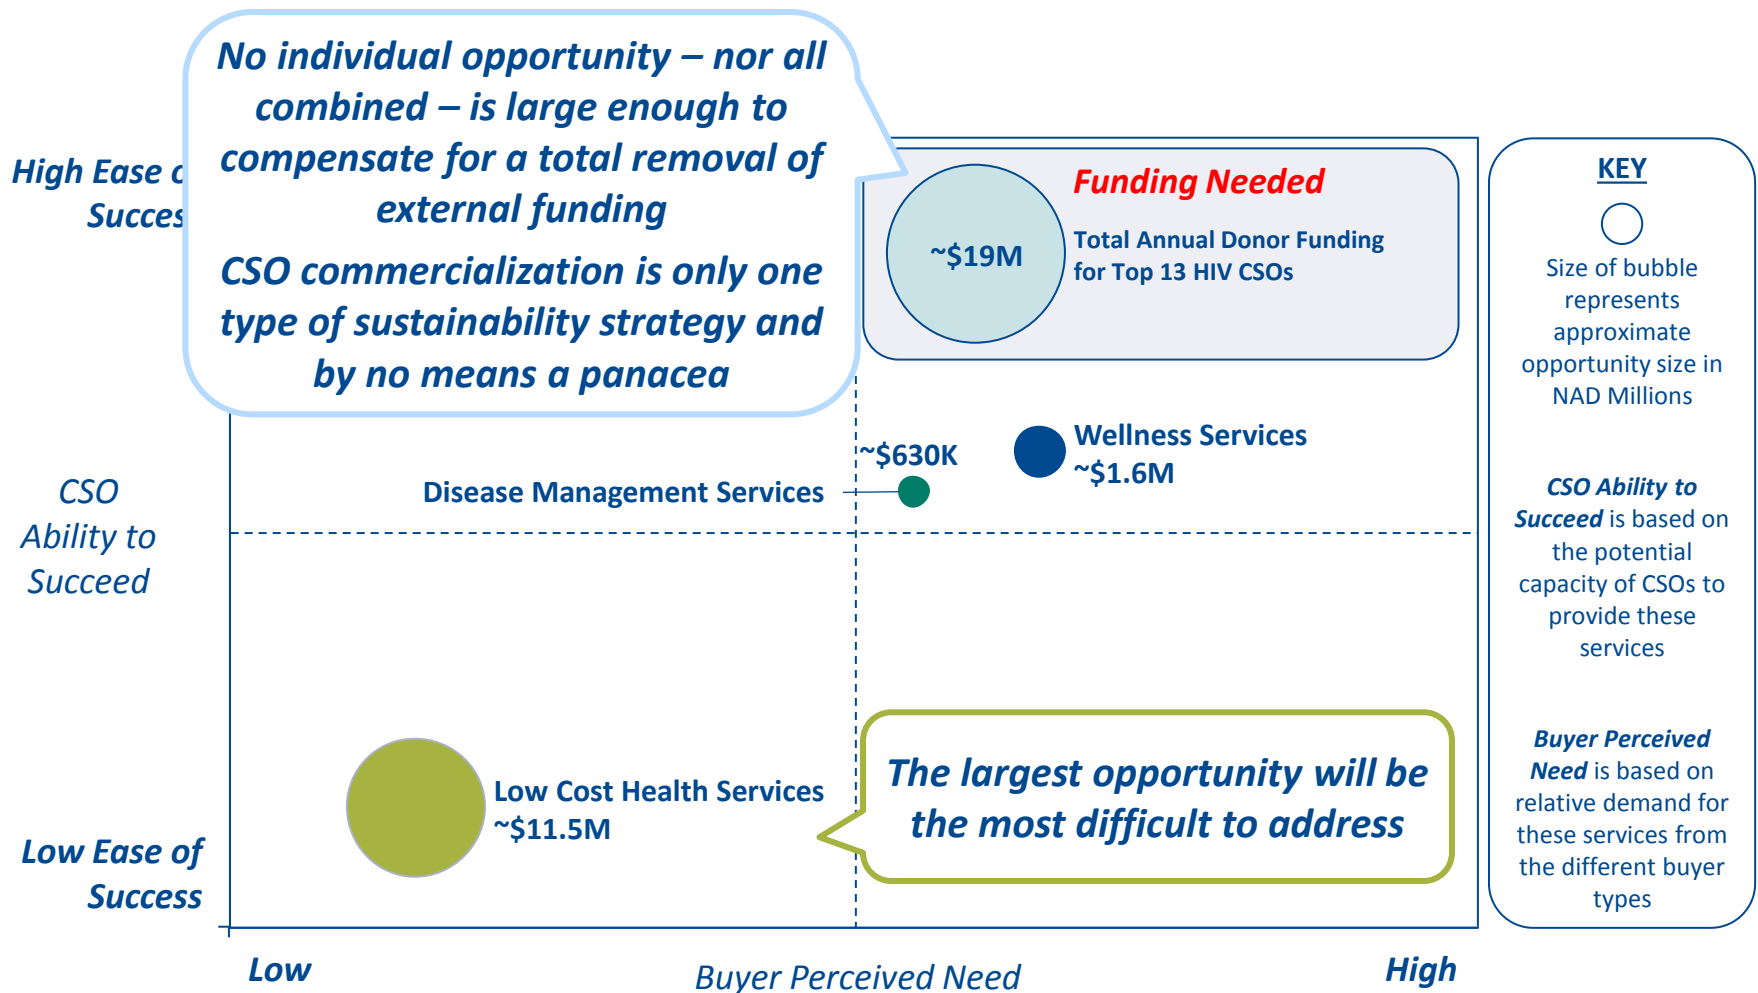 No individual opportunity – nor all
combined – is large enough to
compensate for a total removal of
external funding
CSO commercialization is only one
type of sustainability strategy and
by no means a panacea
High Ease o
Succes
~$19M
Funding Needed
Total Annual Donor Funding
for Top 13 HIV CSOs
~$630K
Disease Management Services
Wellness Services
~$1.6M
CSO
Ability to
Succeed
Low Cost Health Services
~$11.5M
The largest opportunity will be
the most difficult to address
Low Ease of
Success
Low
Buyer Perceived Need
High
KEY
Size of bubble
represents
approximate
opportunity size in
NAD Millions
CSO Ability to
Succeed is based on
the potential
capacity of CSOs to
provide these
services
Buyer Perceived
Need is based on
relative demand for
these services from
the different buyer
types